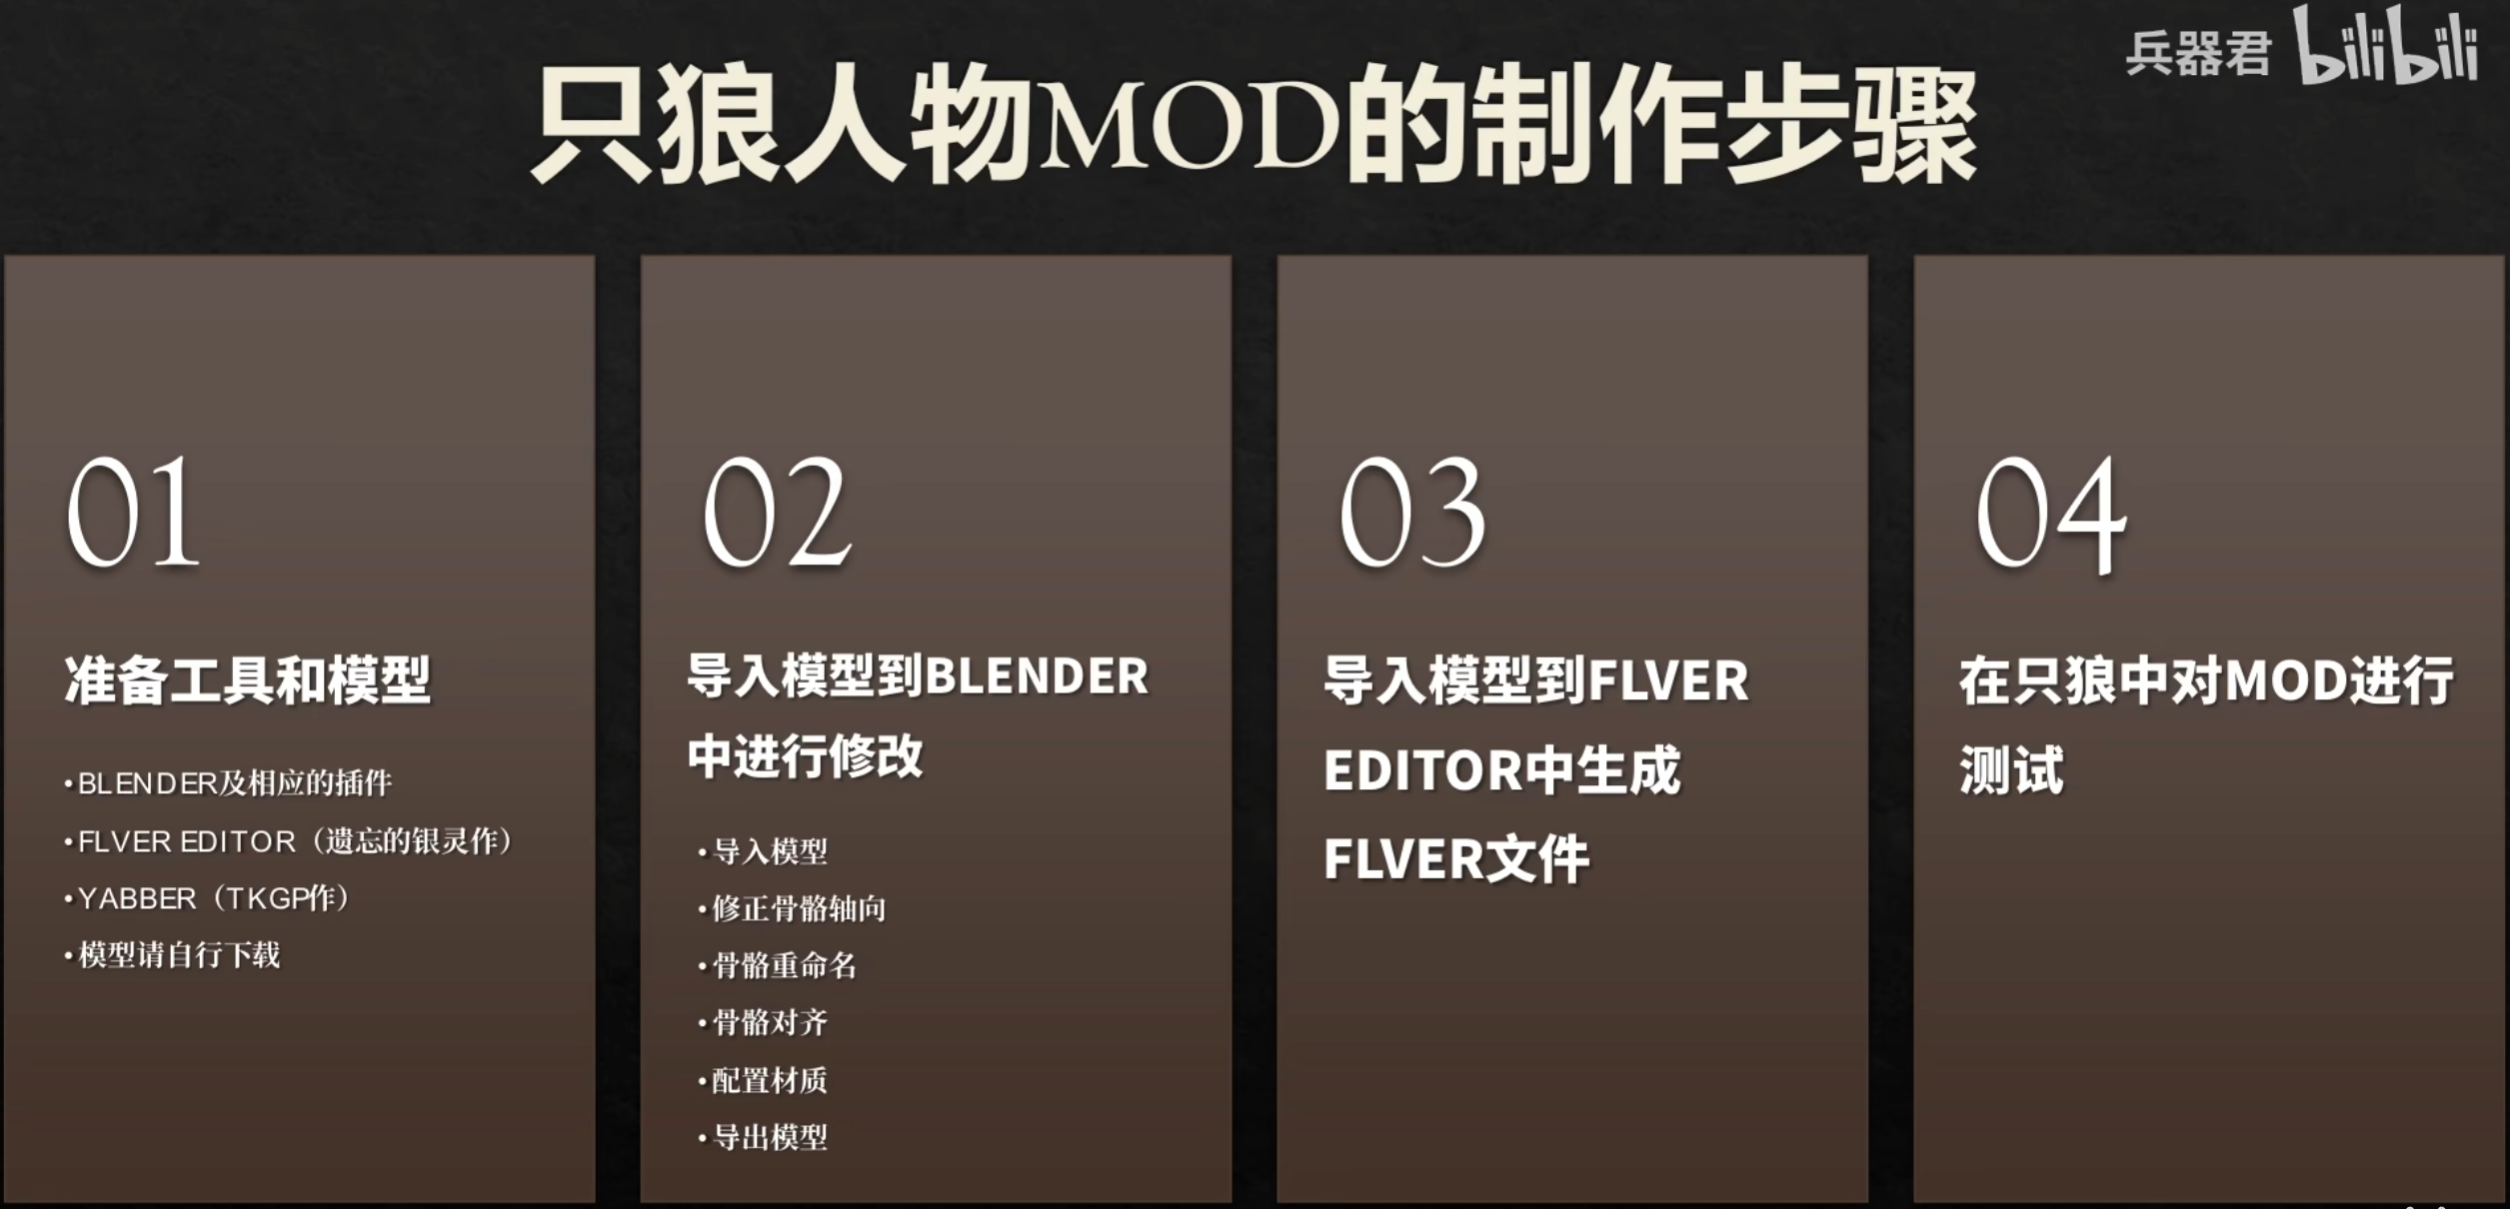 兵器君 bilibili
只狼人物MOD的制作步骤
01
准备工具和模型
•BLENDER及相应的插件
•FLVER EDITOR（遗忘的银灵作）
•YABBER（TKGP作）
•模型请自行下载
02
导入模型到BLENDER
中进行修改
•导入模型
•修正骨骼轴向
•骨骼重命名
•骨骼对齐
•配置材质
•导出模型
03
导入模型到FLVER
EDITOR中生成
FLVER文件
04
在只狼中对MOD进行
测试